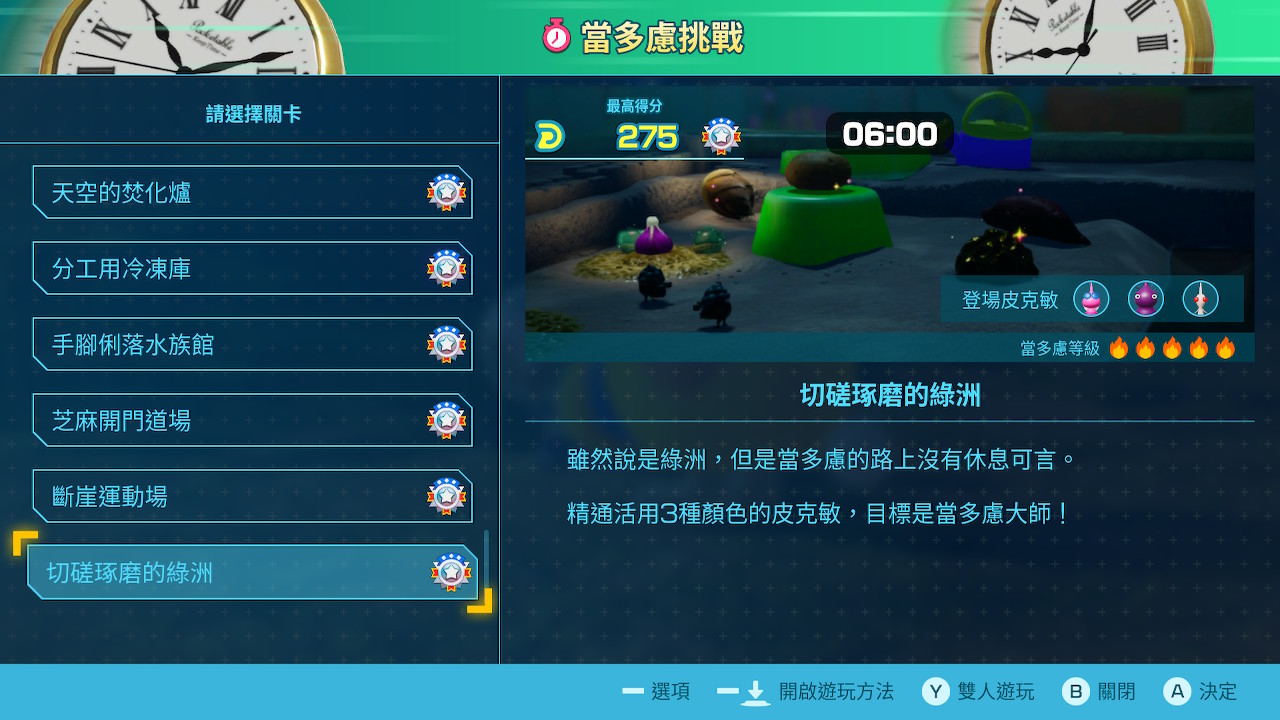 當多慮挑戰
請選擇關卡
天空的焚化爐
分工用冷凍庫
手腳俐落水族館
芝麻開門道場
斷崖運動場
切磋琢磨的綠洲
最高得分
275
06:00
登場皮克敏
當多慮等級
切磋琢磨的綠洲
雖然說是綠洲，但是當多慮的路上沒有休息可言。
精通活用3種顏色的皮克敏，目標是當多慮大師！
選項
開啟遊玩方法
Y 雙人遊玩
B 關閉
A 決定